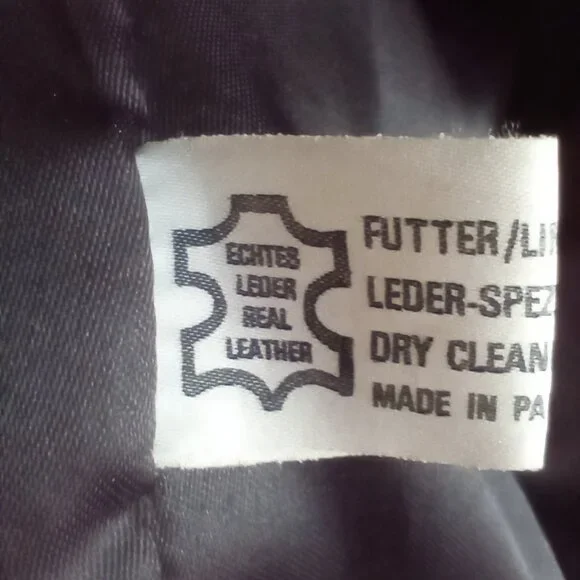 ECHTES
LEDER
REAL
LEATHER
FUTTER/LI
LEDER-SPEZ
DRY CLEAN
MADE IN PA